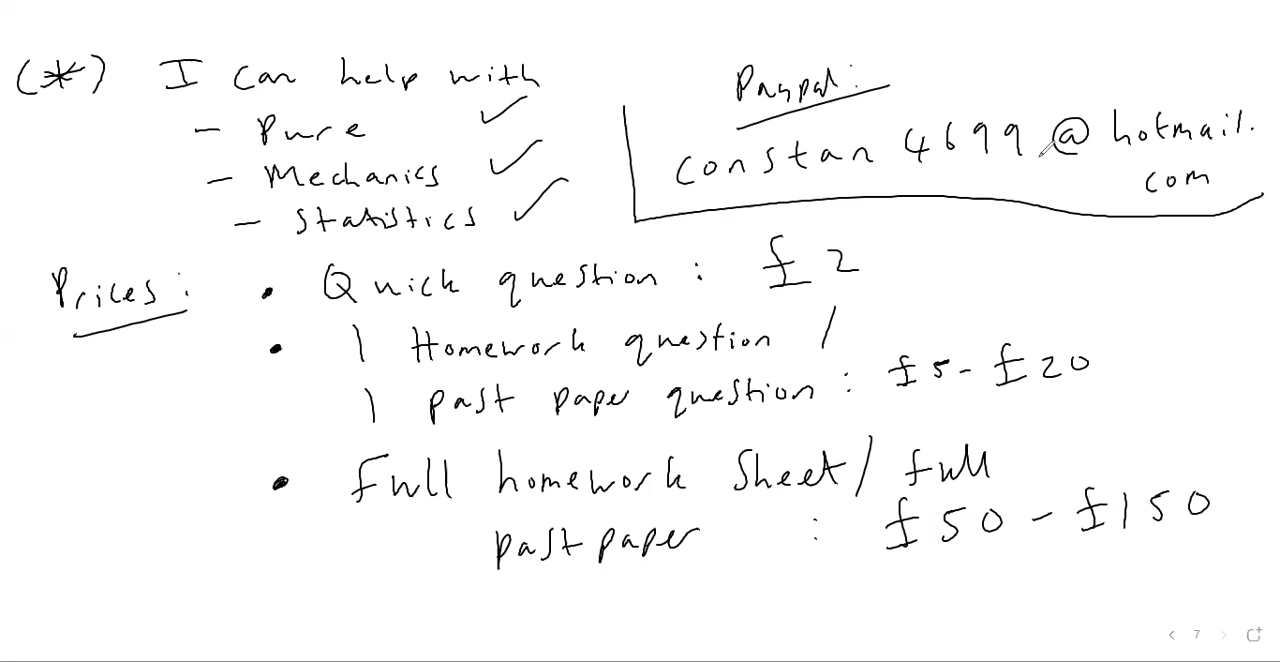 (*) I can help with
- Pure ✓
- Mechanics ✓
- Statistics ✓
Paypal:
constan4699@hotmail.
com
Prices:
• Quick question : £2
• 1 Homework question /
1 past paper question : £5 - £20
• Full homework sheet / full
past paper : £50 - £150
7